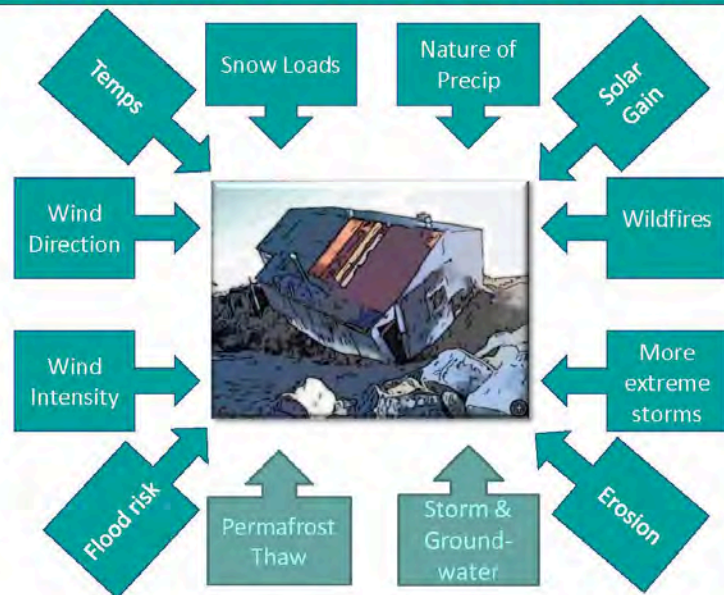 Temps
Snow Loads
Nature of
Precip
Solar
Gain
Wind
Direction
Wildfires
Wind
Intensity
More
extreme
storms
Flood risk
Permafrost
Thaw
Storm &
Ground-
water
Erosion